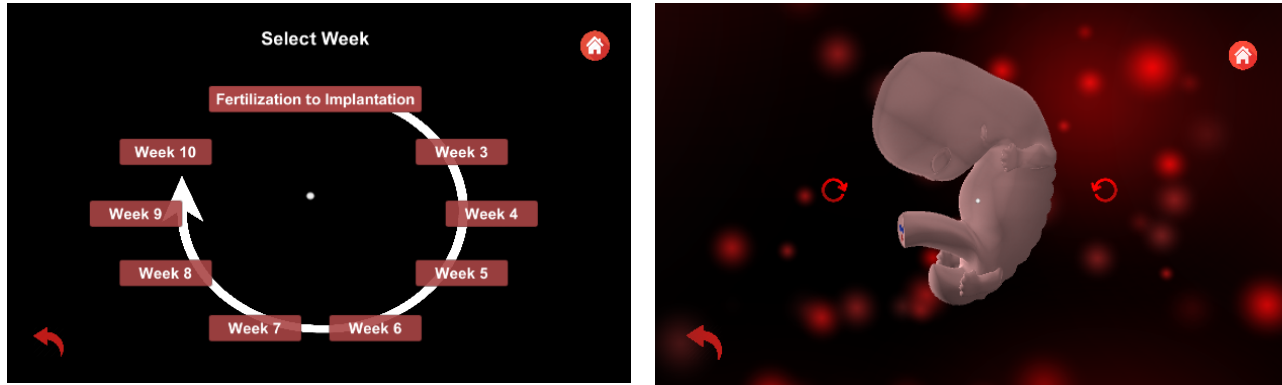 Select Week
Fertilization to Implantation
Week 10
Week 3
Week 9
Week 4
Week 8
Week 5
Week 7
Week 6